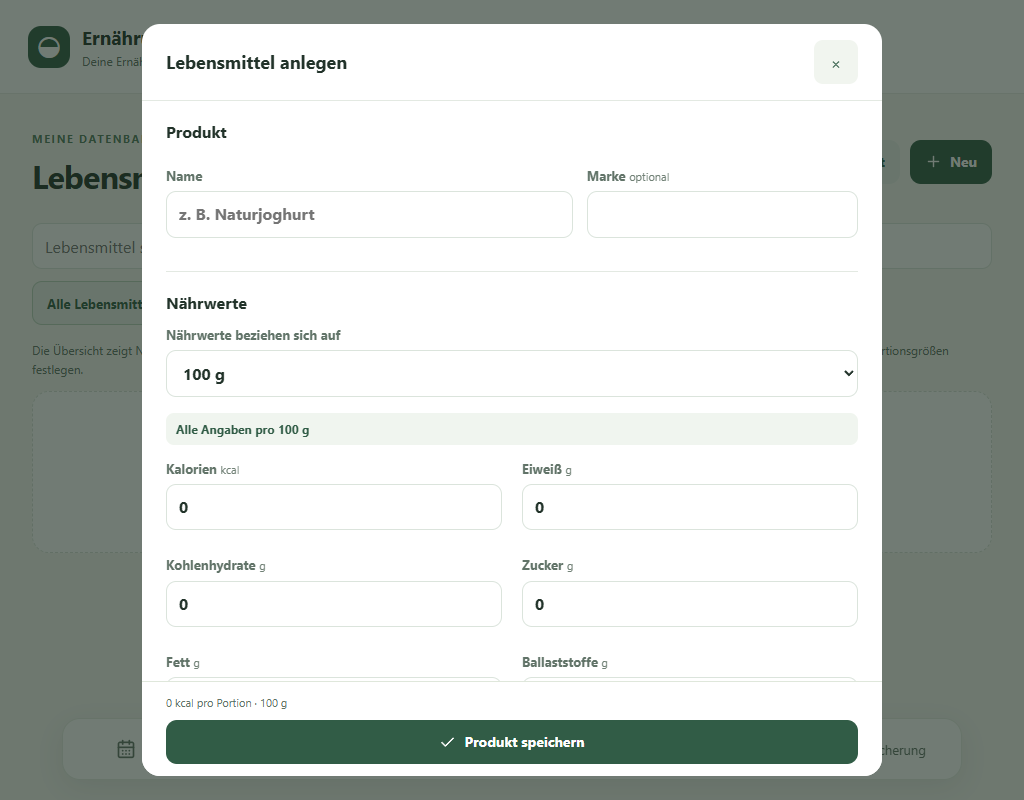 Ernähr
Deine Ernäh
MEINE DATENBA
Lebensm
Neu
Lebensmittel s
Alle Lebensmitt
Die Übersicht zeigt N
rtionsgrößen
festlegen.
Lebensmittel anlegen
×
Produkt
Name
Marke optional
z. B. Naturjoghurt
Nährwerte
Nährwerte beziehen sich auf
100 g
Alle Angaben pro 100 g
Kalorien kcal
Eiweiß g
0
0
Kohlenhydrate g
Zucker g
0
0
Fett g
Ballaststoffe g
0 kcal pro Portion · 100 g
Produkt speichern
cherung